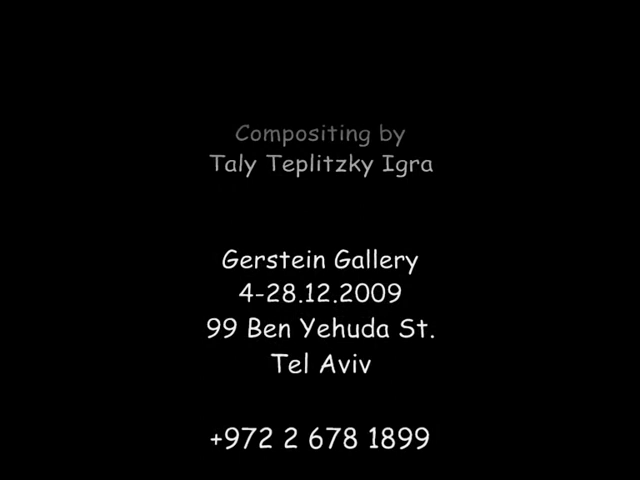 Compositing by
Taly Teplitzky Igra
Gerstein Gallery
4-28.12.2009
99 Ben Yehuda St.
Tel Aviv
+972 2 678 1899